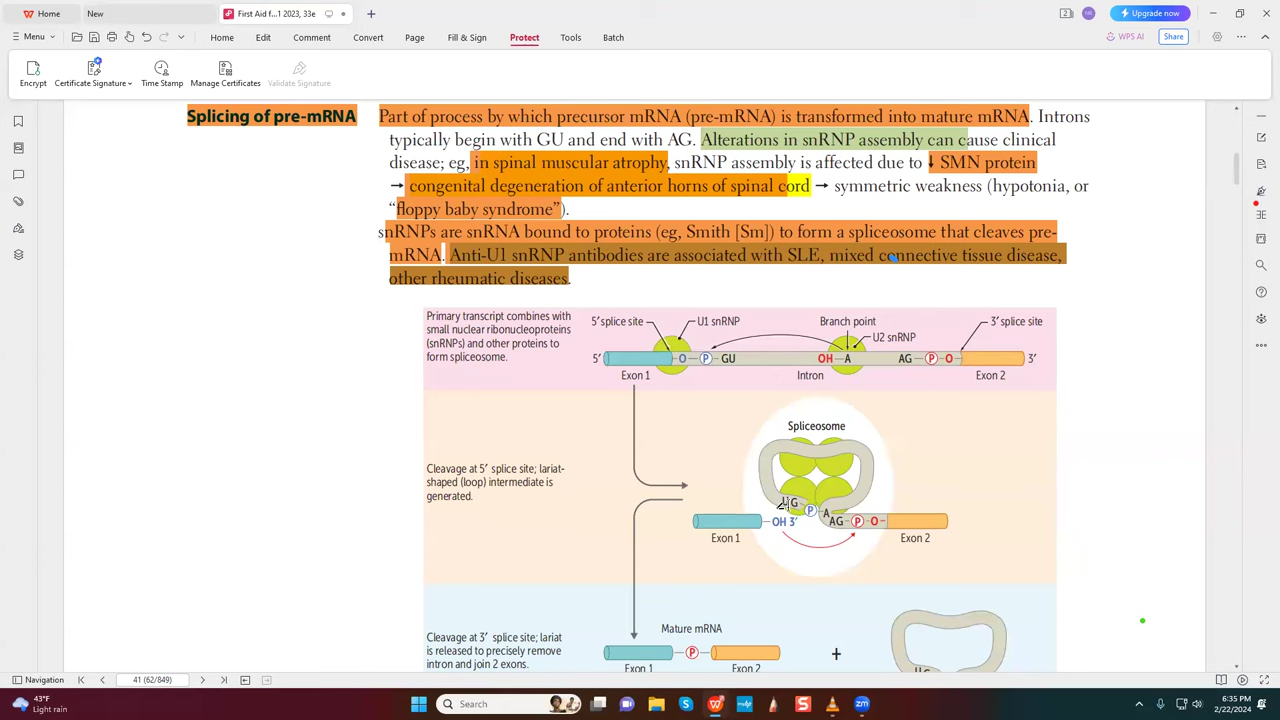 Home
New
First Aid f...1 2023, 33e
2
Upgrade now
Menu
Home
Edit
Comment
Convert
Page
Fill & Sign
Protect
Tools
Batch
WPS AI
Share
Encrypt
Certificate Signature
Time Stamp
Manage Certificates
Validate Signature
Splicing of pre-mRNA
Part of process by which precursor mRNA (pre-mRNA) is transformed into mature mRNA. Introns
typically begin with GU and end with AG. Alterations in snRNP assembly can cause clinical
disease; eg, in spinal muscular atrophy, snRNP assembly is affected due to ↓ SMN protein
→ congenital degeneration of anterior horns of spinal cord → symmetric weakness (hypotonia, or
“floppy baby syndrome”).
snRNPs are snRNA bound to proteins (eg, Smith [Sm]) to form a spliceosome that cleaves pre-
mRNA. Anti-U1 snRNP antibodies are associated with SLE, mixed connective tissue disease,
other rheumatic diseases.
Primary transcript combines with
small nuclear ribonucleoproteins
(snRNPs) and other proteins to
form spliceosome.
5′ splice site
U1 snRNP
Branch point
U2 snRNP
3′ splice site
5′
O P GU
OH A
AG P O
3′
Exon 1
Intron
Exon 2
Spliceosome
Cleavage at 5′ splice site; lariat-
shaped (loop) intermediate is
generated.
U G P A
OH 3′
AG P O
Exon 1
Exon 2
Cleavage at 3′ splice site; lariat
is released to precisely remove
intron and join 2 exons.
Mature mRNA
P
+
Exon 1
Exon 2
Navigation
41 (62/849)
43°F
Light rain
Search
6:35 PM
2/22/2024